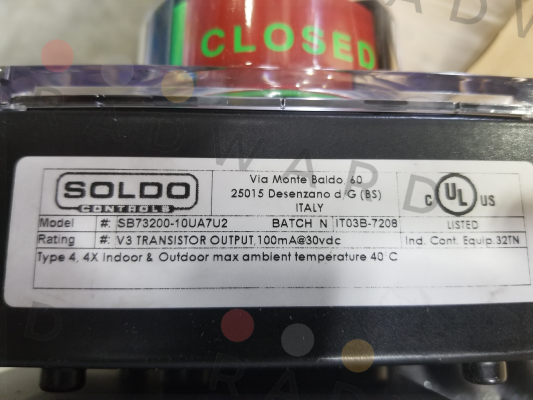 CLOSED
SOLDO
CONTROLS
Via Monte Baldo, 60
25015 Desenzano d/G (BS)
ITALY
C UL US
LISTED
Model #: SB73200-10UA7U2 BATCH N IT03B-7208
Rating #: V3 TRANSISTOR OUTPUT,100mA@30vdc Ind. Cont. Equip.32TN
Type 4, 4X Indoor & Outdoor max ambient temperature 40°C